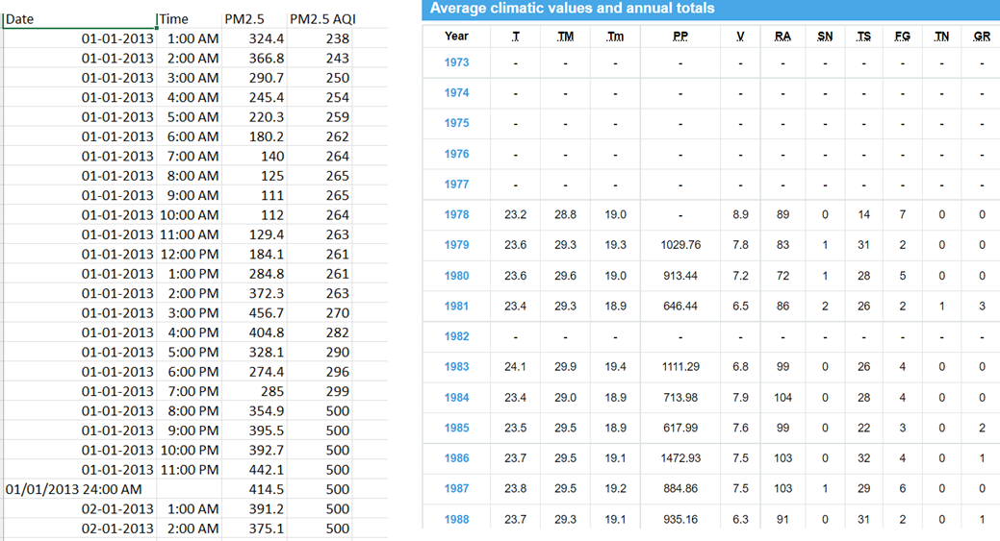 Date Time PM2.5 PM2.5 AQI
01-01-2013 1:00 AM 324.4 238
01-01-2013 2:00 AM 366.8 243
01-01-2013 3:00 AM 290.7 250
01-01-2013 4:00 AM 245.4 254
01-01-2013 5:00 AM 220.3 259
01-01-2013 6:00 AM 180.2 262
01-01-2013 7:00 AM 140 264
01-01-2013 8:00 AM 125 265
01-01-2013 9:00 AM 111 265
01-01-2013 10:00 AM 112 264
01-01-2013 11:00 AM 129.4 263
01-01-2013 12:00 PM 184.1 261
01-01-2013 1:00 PM 284.8 261
01-01-2013 2:00 PM 372.3 263
01-01-2013 3:00 PM 456.7 270
01-01-2013 4:00 PM 404.8 282
01-01-2013 5:00 PM 328.1 290
01-01-2013 6:00 PM 274.4 296
01-01-2013 7:00 PM 285 299
01-01-2013 8:00 PM 354.9 500
01-01-2013 9:00 PM 395.5 500
01-01-2013 10:00 PM 392.7 500
01-01-2013 11:00 PM 442.1 500
01/01/2013 24:00 AM 414.5 500
02-01-2013 1:00 AM 391.2 500
02-01-2013 2:00 AM 375.1 500
Average climatic values and annual totals
Year T TM Tm PP V RA SN TS FG TN GR
1973 - - - - - - - - - - -
1974 - - - - - - - - - - -
1975 - - - - - - - - - - -
1976 - - - - - - - - - - -
1977 - - - - - - - - - - -
1978 23.2 28.8 19.0 - 8.9 89 0 14 7 0 0
1979 23.6 29.3 19.3 1029.76 7.8 83 1 31 2 0 0
1980 23.6 29.6 19.0 913.44 7.2 72 1 28 5 0 0
1981 23.4 29.3 18.9 646.44 6.5 86 2 26 2 1 3
1982 - - - - - - - - - - -
1983 24.1 29.9 19.4 1111.29 6.8 99 0 26 4 0 0
1984 23.4 29.0 18.9 713.98 7.9 104 0 28 4 0 0
1985 23.5 29.5 18.9 617.99 7.6 99 0 22 3 0 2
1986 23.7 29.5 19.1 1472.93 7.5 103 0 32 4 0 1
1987 23.8 29.5 19.2 884.86 7.5 103 1 29 6 0 0
1988 23.7 29.3 19.1 935.16 6.3 91 0 31 2 0 1